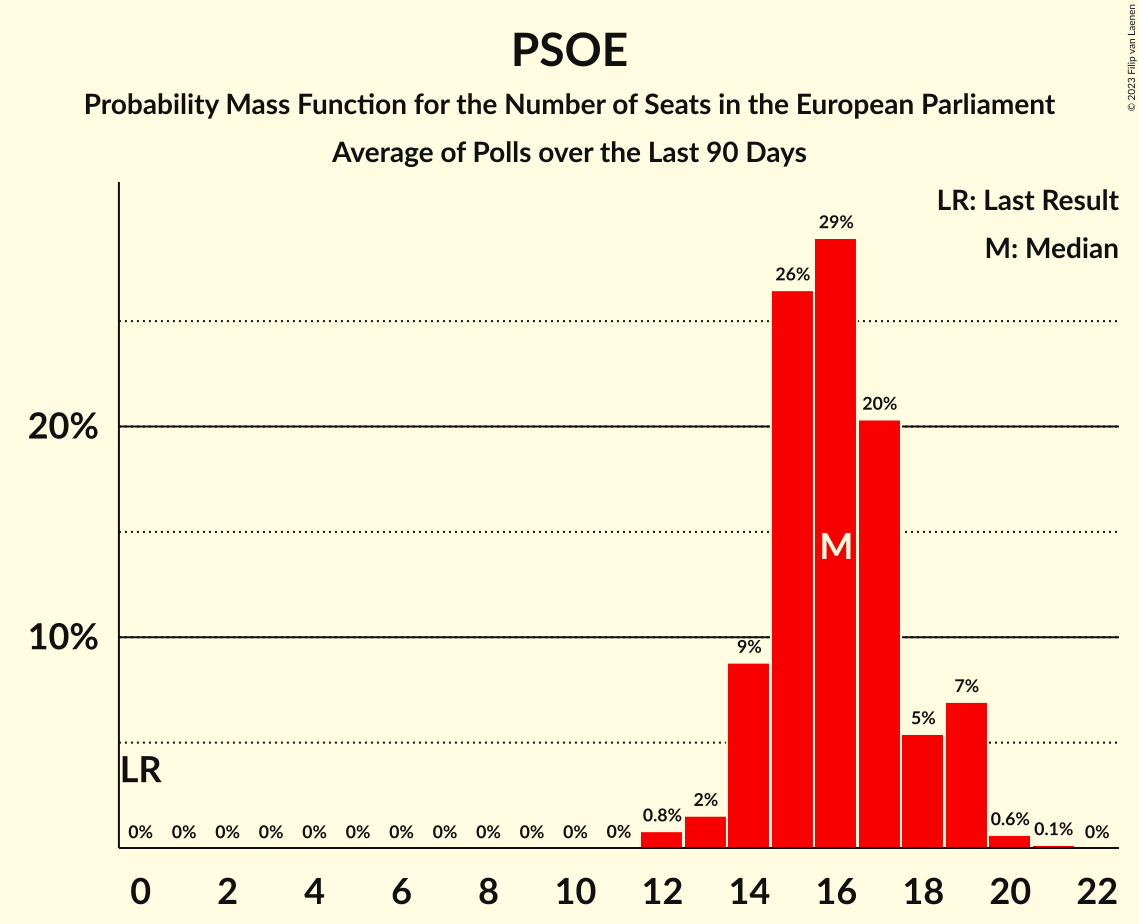 PSOE
Probability Mass Function for the Number of Seats in the European Parliament
Average of Polls over the Last 90 Days
© 2023 Filip van Laenen
LR: Last Result
M: Median
29%
26%
20%
20%
M
10%
9%
7%
5%
LR
2%
0% 0% 0% 0% 0% 0% 0% 0% 0% 0% 0% 0% 0.8% 0.6% 0.1% 0%
0 2 4 6 8 10 12 14 16 18 20 22